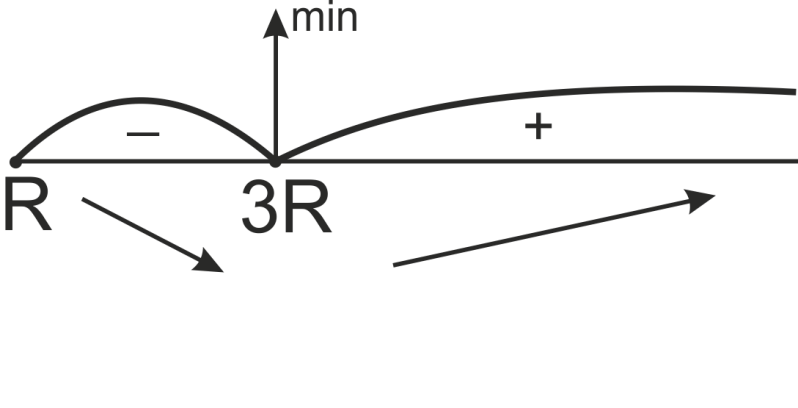 min
– +
R 3R